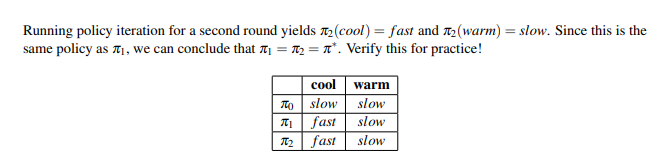 Running policy iteration for a second round yields π₂(cool) = fast and π₂(warm) = slow. Since this is the
same policy as π₁, we can conclude that π₁ = π₂ = π*. Verify this for practice!
cool warm
π₀ slow slow
π₁ fast slow
π₂ fast slow